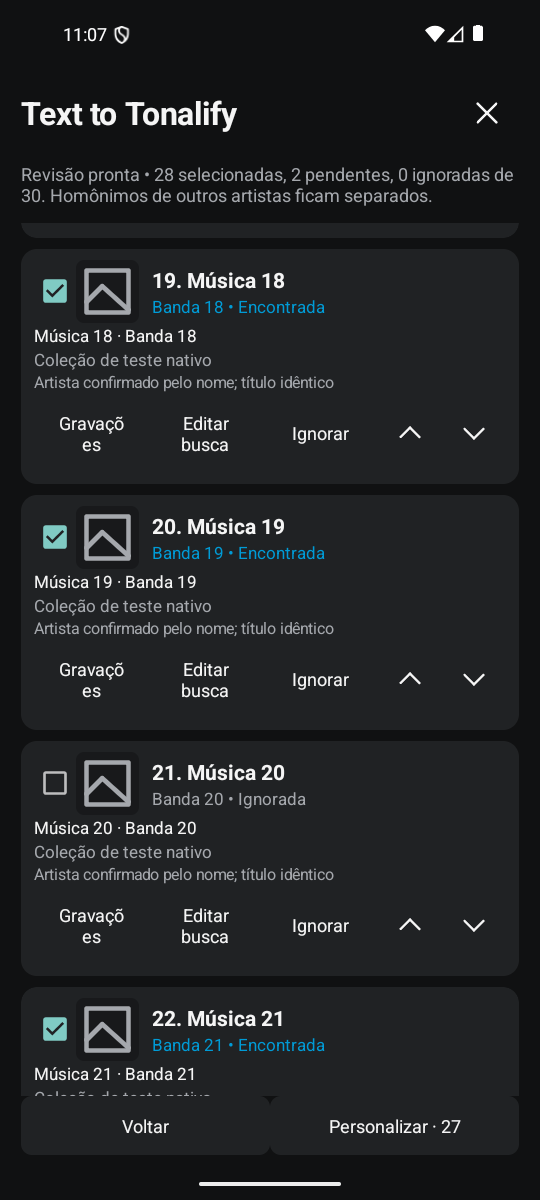 11:07
Text to Tonalify
Revisão pronta • 28 selecionadas, 2 pendentes, 0 ignoradas de
30. Homônimos de outros artistas ficam separados.
19. Música 18
Banda 18 • Encontrada
Música 18 · Banda 18
Coleção de teste nativo
Artista confirmado pelo nome; título idêntico
Gravaçõ
es
Editar
busca
Ignorar
20. Música 19
Banda 19 • Encontrada
Música 19 · Banda 19
Coleção de teste nativo
Artista confirmado pelo nome; título idêntico
Gravaçõ
es
Editar
busca
Ignorar
21. Música 20
Banda 20 • Ignorada
Música 20 · Banda 20
Coleção de teste nativo
Artista confirmado pelo nome; título idêntico
Gravaçõ
es
Editar
busca
Ignorar
22. Música 21
Banda 21 • Encontrada
Música 21 · Banda 21
Voltar
Personalizar · 27